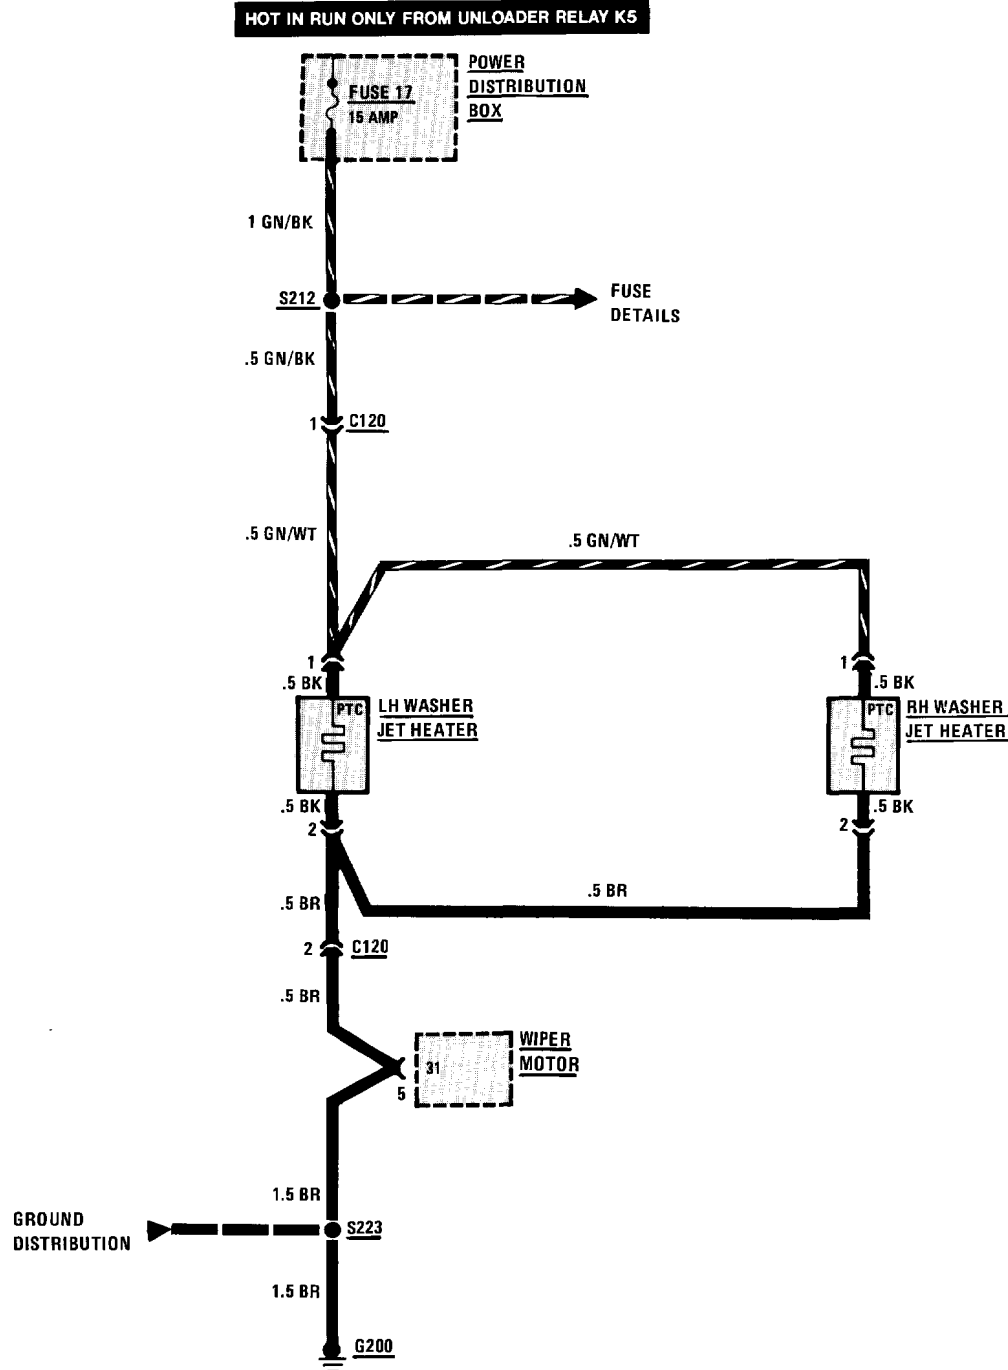 HOT IN RUN ONLY FROM UNLOADER RELAY K5
POWER
DISTRIBUTION
BOX
FUSE 17
15 AMP
1 GN/BK
S212
FUSE
DETAILS
.5 GN/BK
1
C120
.5 GN/WT
.5 GN/WT
1
.5 BK
PTC
LH WASHER
JET HEATER
.5 BK
2
1
.5 BK
PTC
RH WASHER
JET HEATER
.5 BK
2
.5 BR
.5 BR
2
C120
.5 BR
WIPER
MOTOR
31
5
1.5 BR
GROUND
DISTRIBUTION
S223
1.5 BR
G200